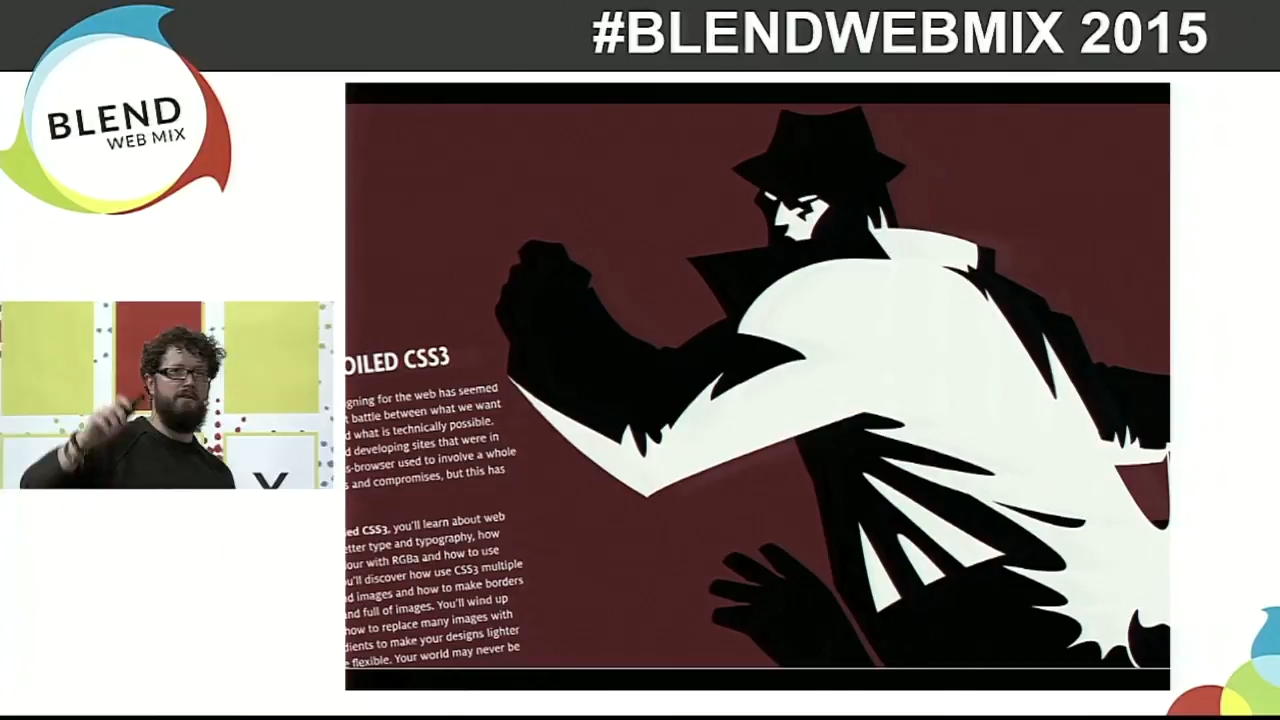 #BLENDWEBMIX 2015
BLEND
WEB MIX
OILED CSS3
gning for the web has seemed
t battle between what we want
d what is technically possible.
d developing sites that were in
s-browser used to involve a whole
s and compromises, but this has
ed CSS3, you'll learn about web
etter type and typography, how
our with RGBa and how to use
u'll discover how use CSS3 multiple
d images and how to make borders
nd full of images. You'll wind up
how to replace many images with
dients to make your designs lighter
e flexible. Your world may never be
X